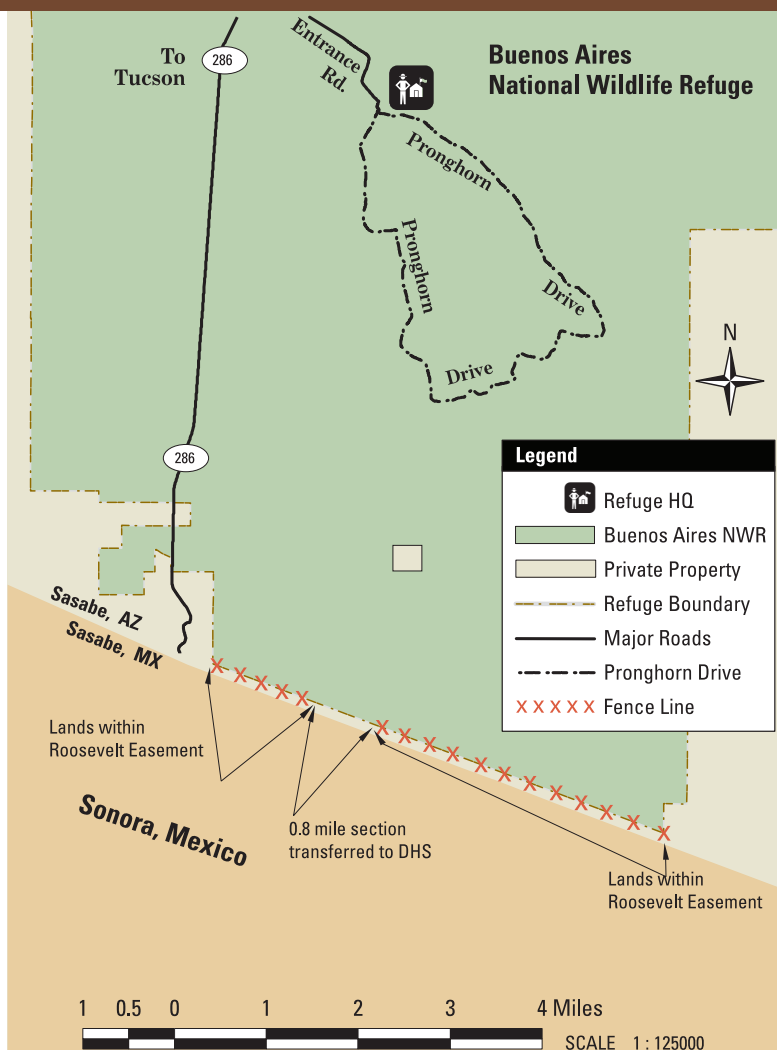 To
Tucson
286
Entrance
Rd.
Buenos Aires
National Wildlife Refuge
Pronghorn
Pronghorn
Drive
Drive
N
286
Legend
Refuge HQ
Buenos Aires NWR
Private Property
Refuge Boundary
Major Roads
Pronghorn Drive
X X X X X Fence Line
Sasabe, AZ
Sasabe, MX
X X X X X
X X X X X X X X X X X X
Lands within
Roosevelt Easement
Sonora, Mexico
0.8 mile section
transferred to DHS
Lands within
Roosevelt Easement
1 0.5 0 1 2 3 4 Miles
SCALE 1 : 125000